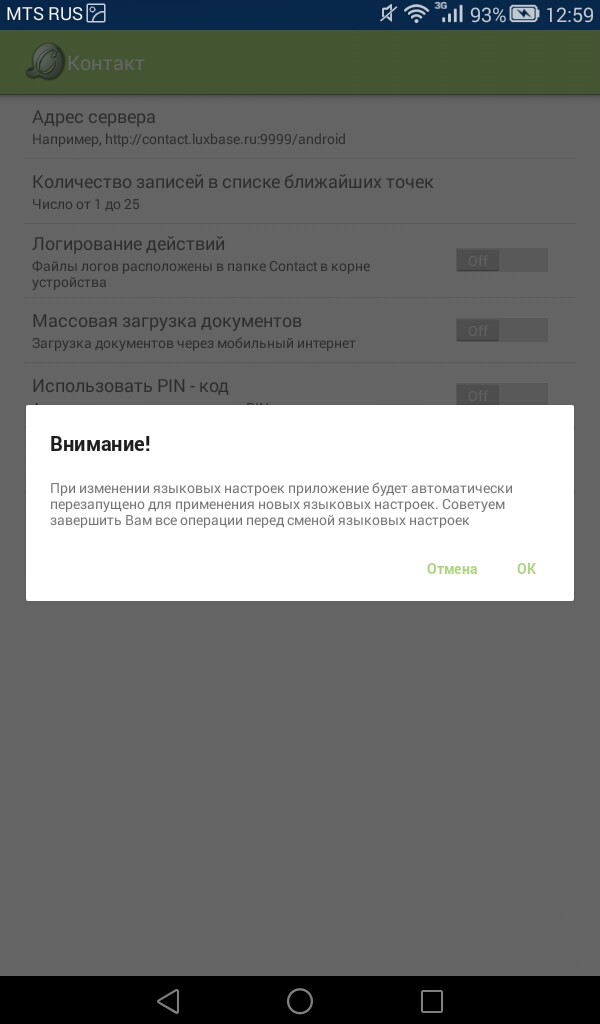 MTS RUS 3G 93% 12:59
Контакт
Адрес сервера
Например, http://contact.luxbase.ru:9999/android
Количество записей в списке ближайших точек
Число от 1 до 25
Логирование действий
Off
Файлы логов расположены в папке Contact в корне
устройства
Массовая загрузка документов
Off
Загрузка документов через мобильный интернет
Использовать PIN - код
Off
Внимание!
При изменении языковых настроек приложение будет автоматически
перезапущено для применения новых языковых настроек. Советуем
завершить Вам все операции перед сменой языковых настроек
Отмена OK